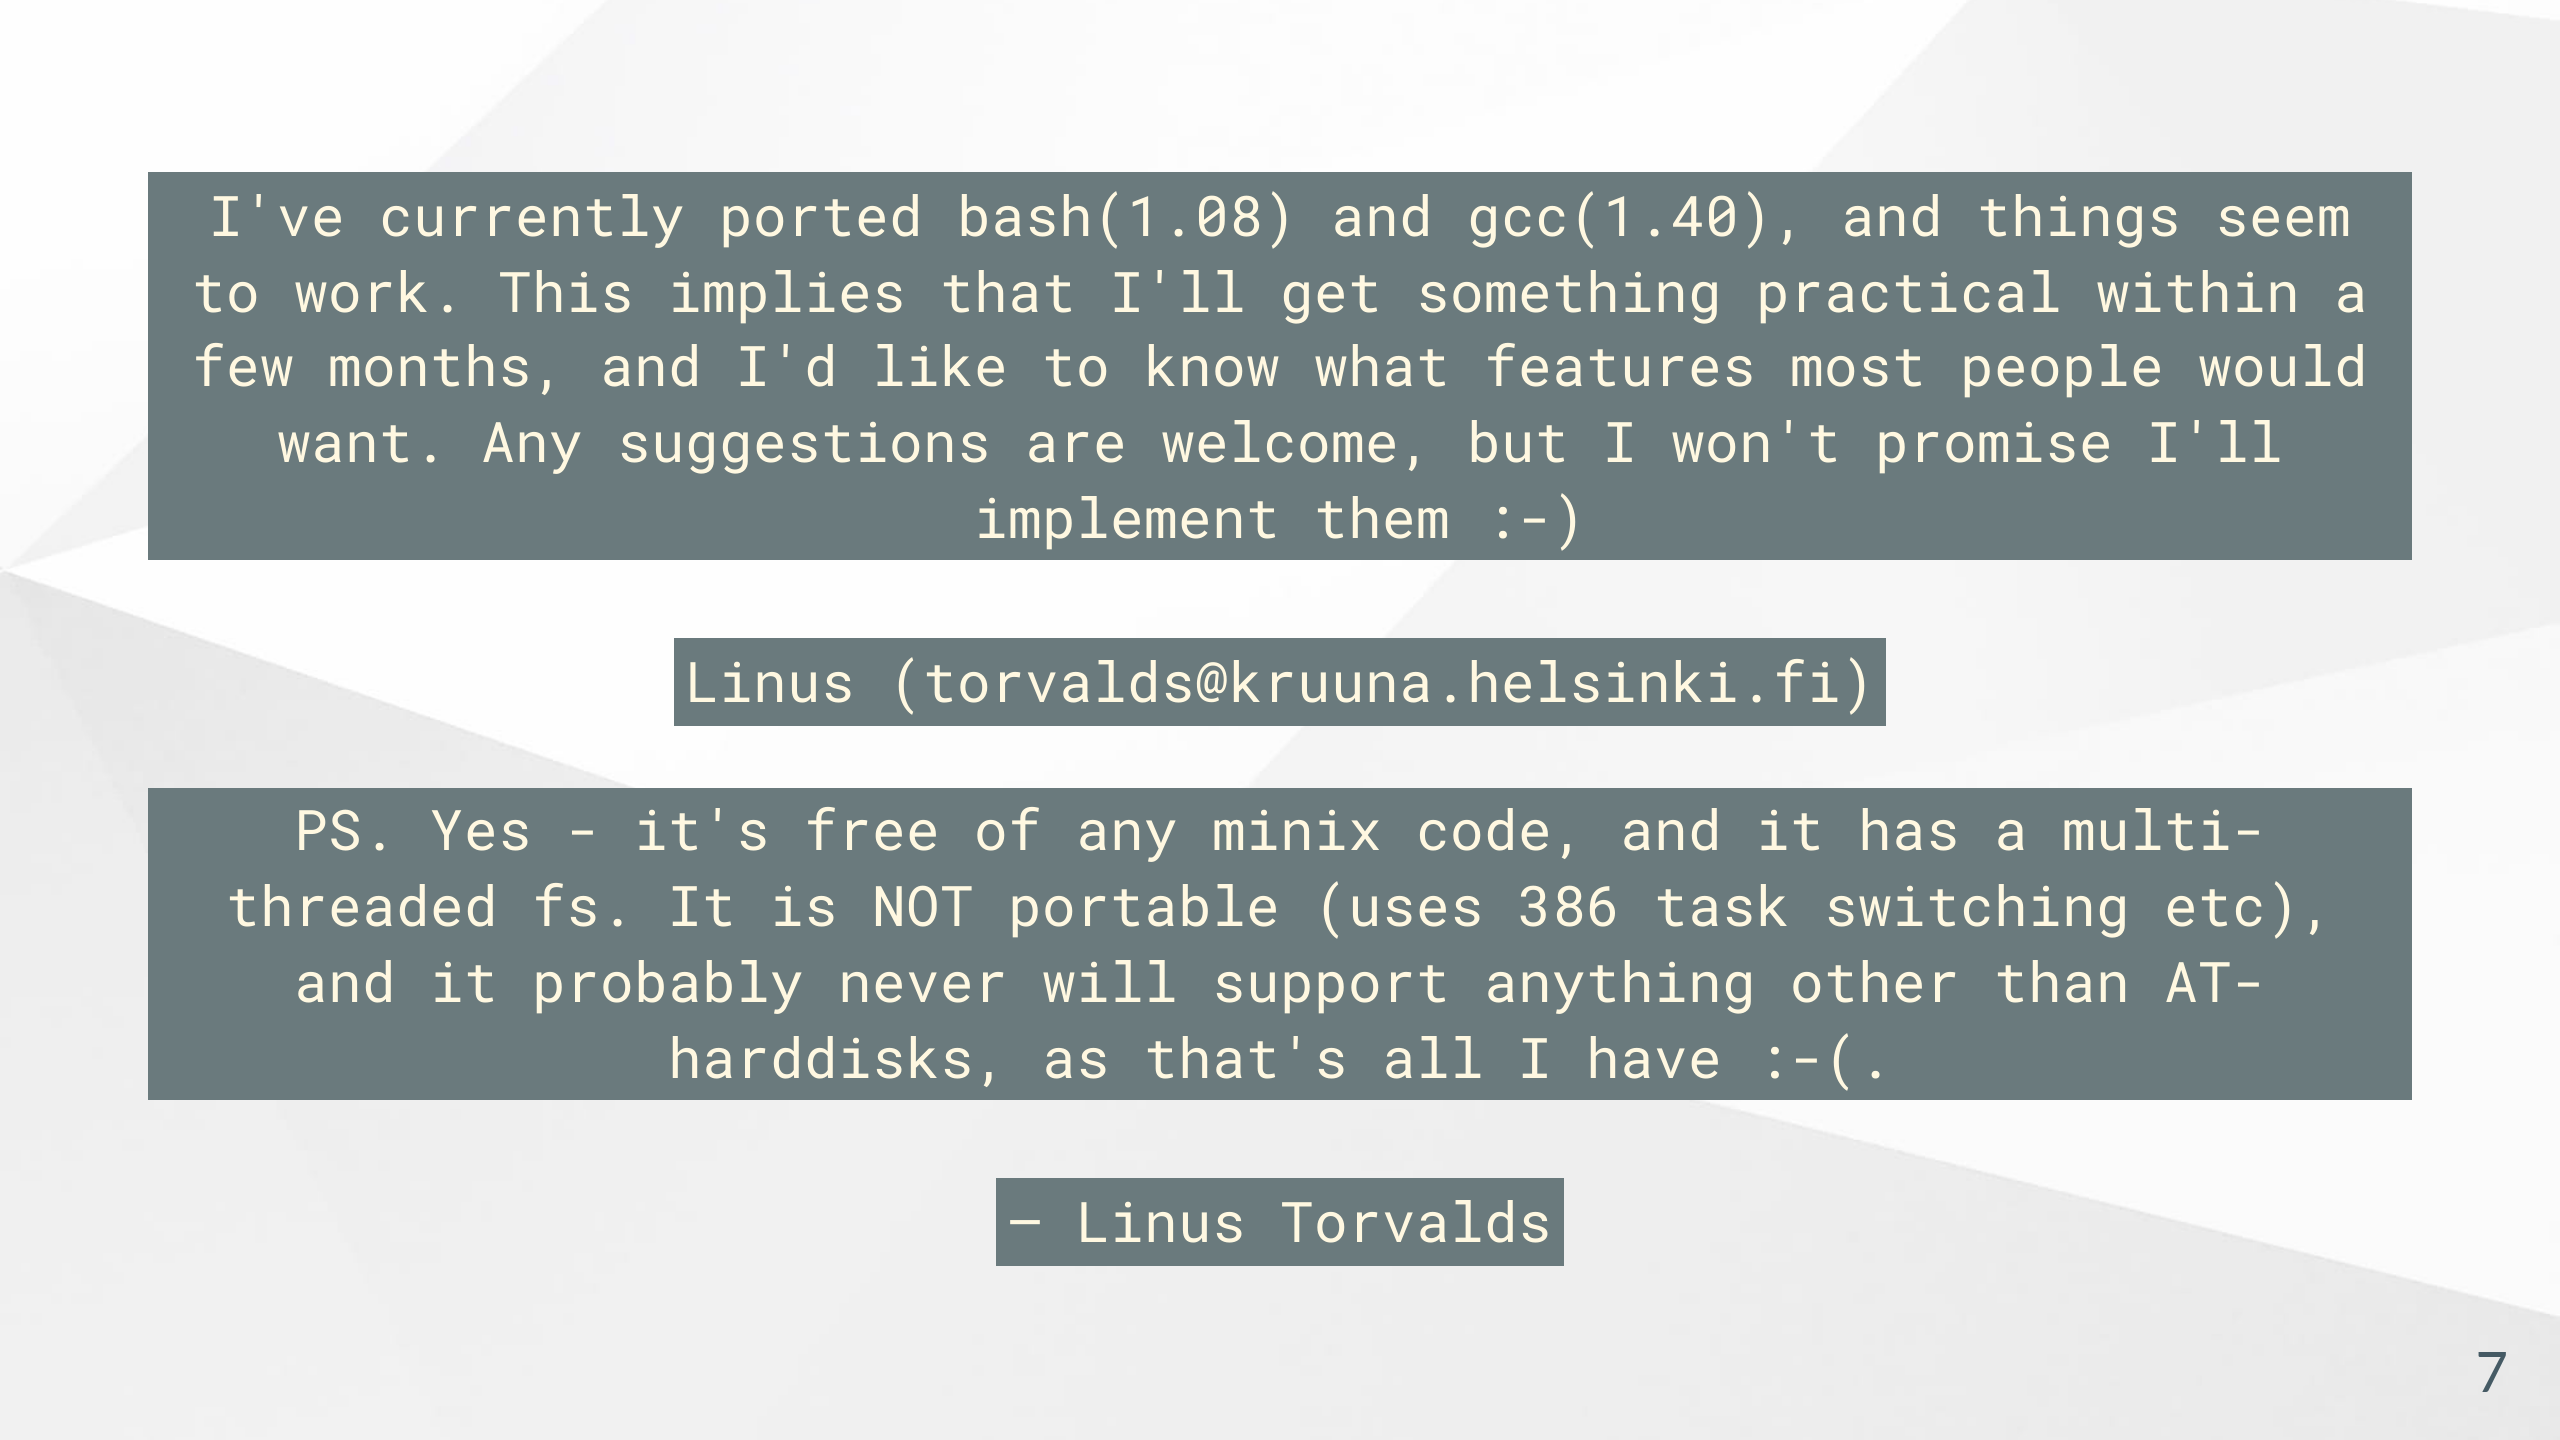 I've currently ported bash(1.08) and gcc(1.40), and things seem
to work. This implies that I'll get something practical within a
few months, and I'd like to know what features most people would
want. Any suggestions are welcome, but I won't promise I'll
implement them :-)
Linus (torvalds@kruuna.helsinki.fi)
PS. Yes - it's free of any minix code, and it has a multi-
threaded fs. It is NOT portable (uses 386 task switching etc),
and it probably never will support anything other than AT-
harddisks, as that's all I have :-(.
— Linus Torvalds
7